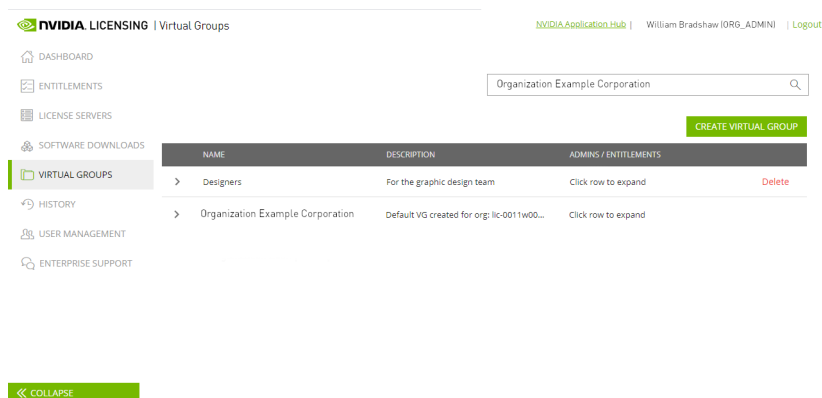 NVIDIA. LICENSING | Virtual Groups
NVIDIA Application Hub | William Bradshaw (ORG_ADMIN) | Logout
DASHBOARD
ENTITLEMENTS
Organization Example Corporation
LICENSE SERVERS
CREATE VIRTUAL GROUP
SOFTWARE DOWNLOADS
NAME DESCRIPTION ADMINS / ENTITLEMENTS
VIRTUAL GROUPS
Designers For the graphic design team Click row to expand Delete
HISTORY
Organization Example Corporation Default VG created for org: lic-0011w00... Click row to expand
USER MANAGEMENT
ENTERPRISE SUPPORT
COLLAPSE